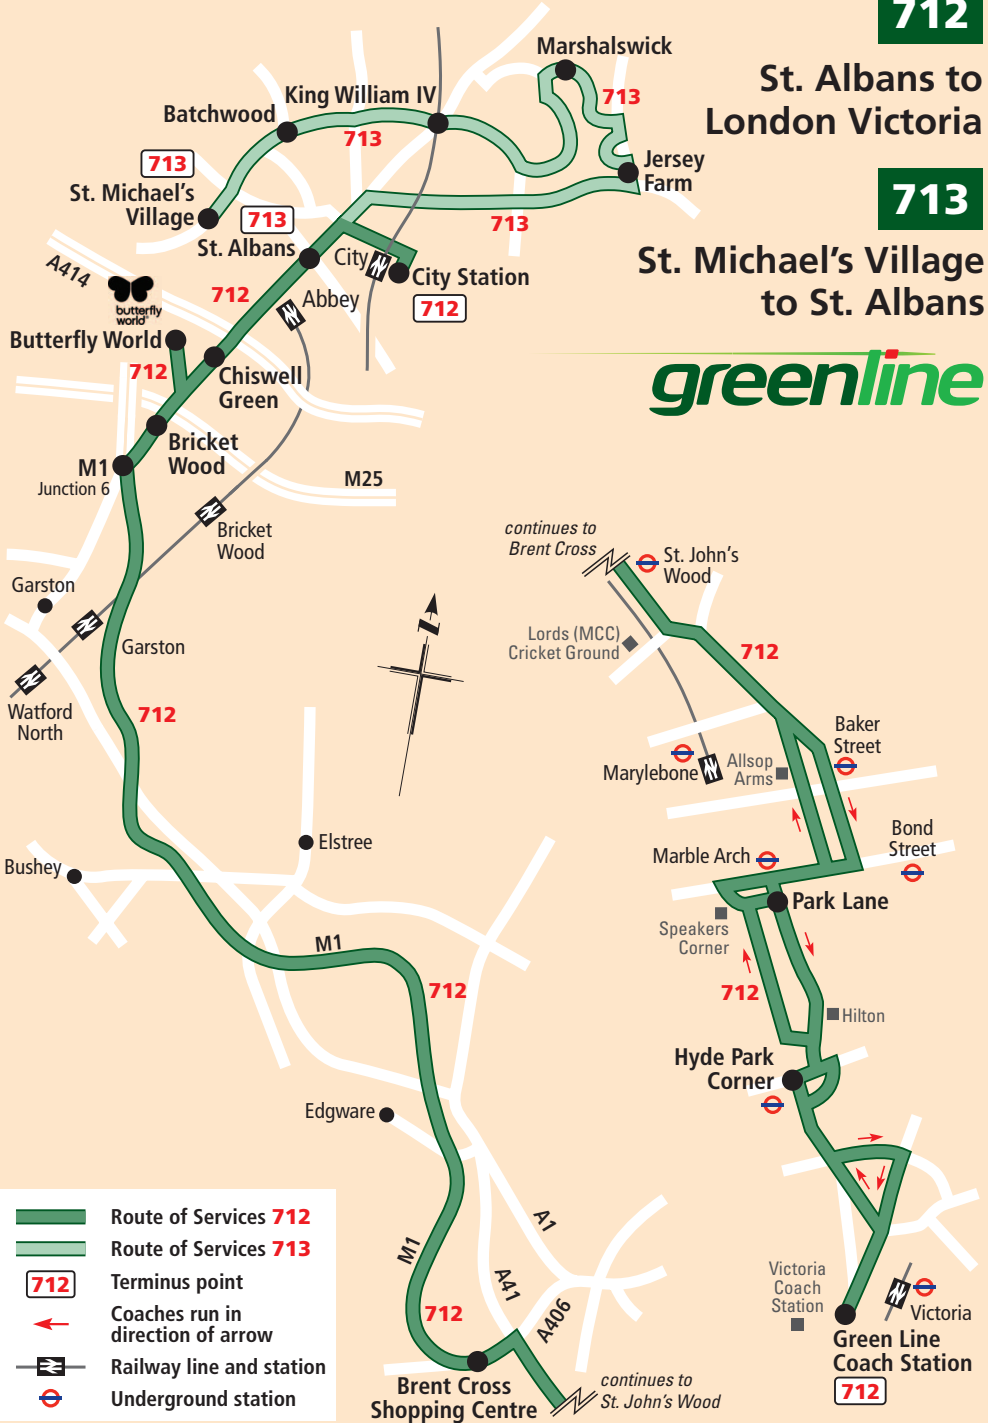 712
St. Albans to
London Victoria
713
St. Michael's Village
to St. Albans
greenline
Marshalswick
713
King William IV
Batchwood
713
713
St. Michael's
Village
Jersey
Farm
713
713
St. Albans
City
City Station
712
A414
butterfly
world
712
Abbey
Butterfly World
712
Chiswell
Green
Bricket
Wood
M1
Junction 6
M25
Bricket
Wood
Garston
Garston
Watford
North
712
continues to
Brent Cross
St. John's
Wood
Lords (MCC)
Cricket Ground
712
N
Baker
Street
Marylebone
Allsop
Arms
Bond
Street
Marble Arch
Park Lane
Speakers
Corner
712
Hilton
Hyde Park
Corner
Elstree
Bushey
M1
712
Edgware
M1
A1
A41
A406
712
Brent Cross
Shopping Centre
continues to
St. John's Wood
Victoria
Coach
Station
Victoria
Green Line
Coach Station
712
Route of Services 712
Route of Services 713
712 Terminus point
Coaches run in
direction of arrow
Railway line and station
Underground station